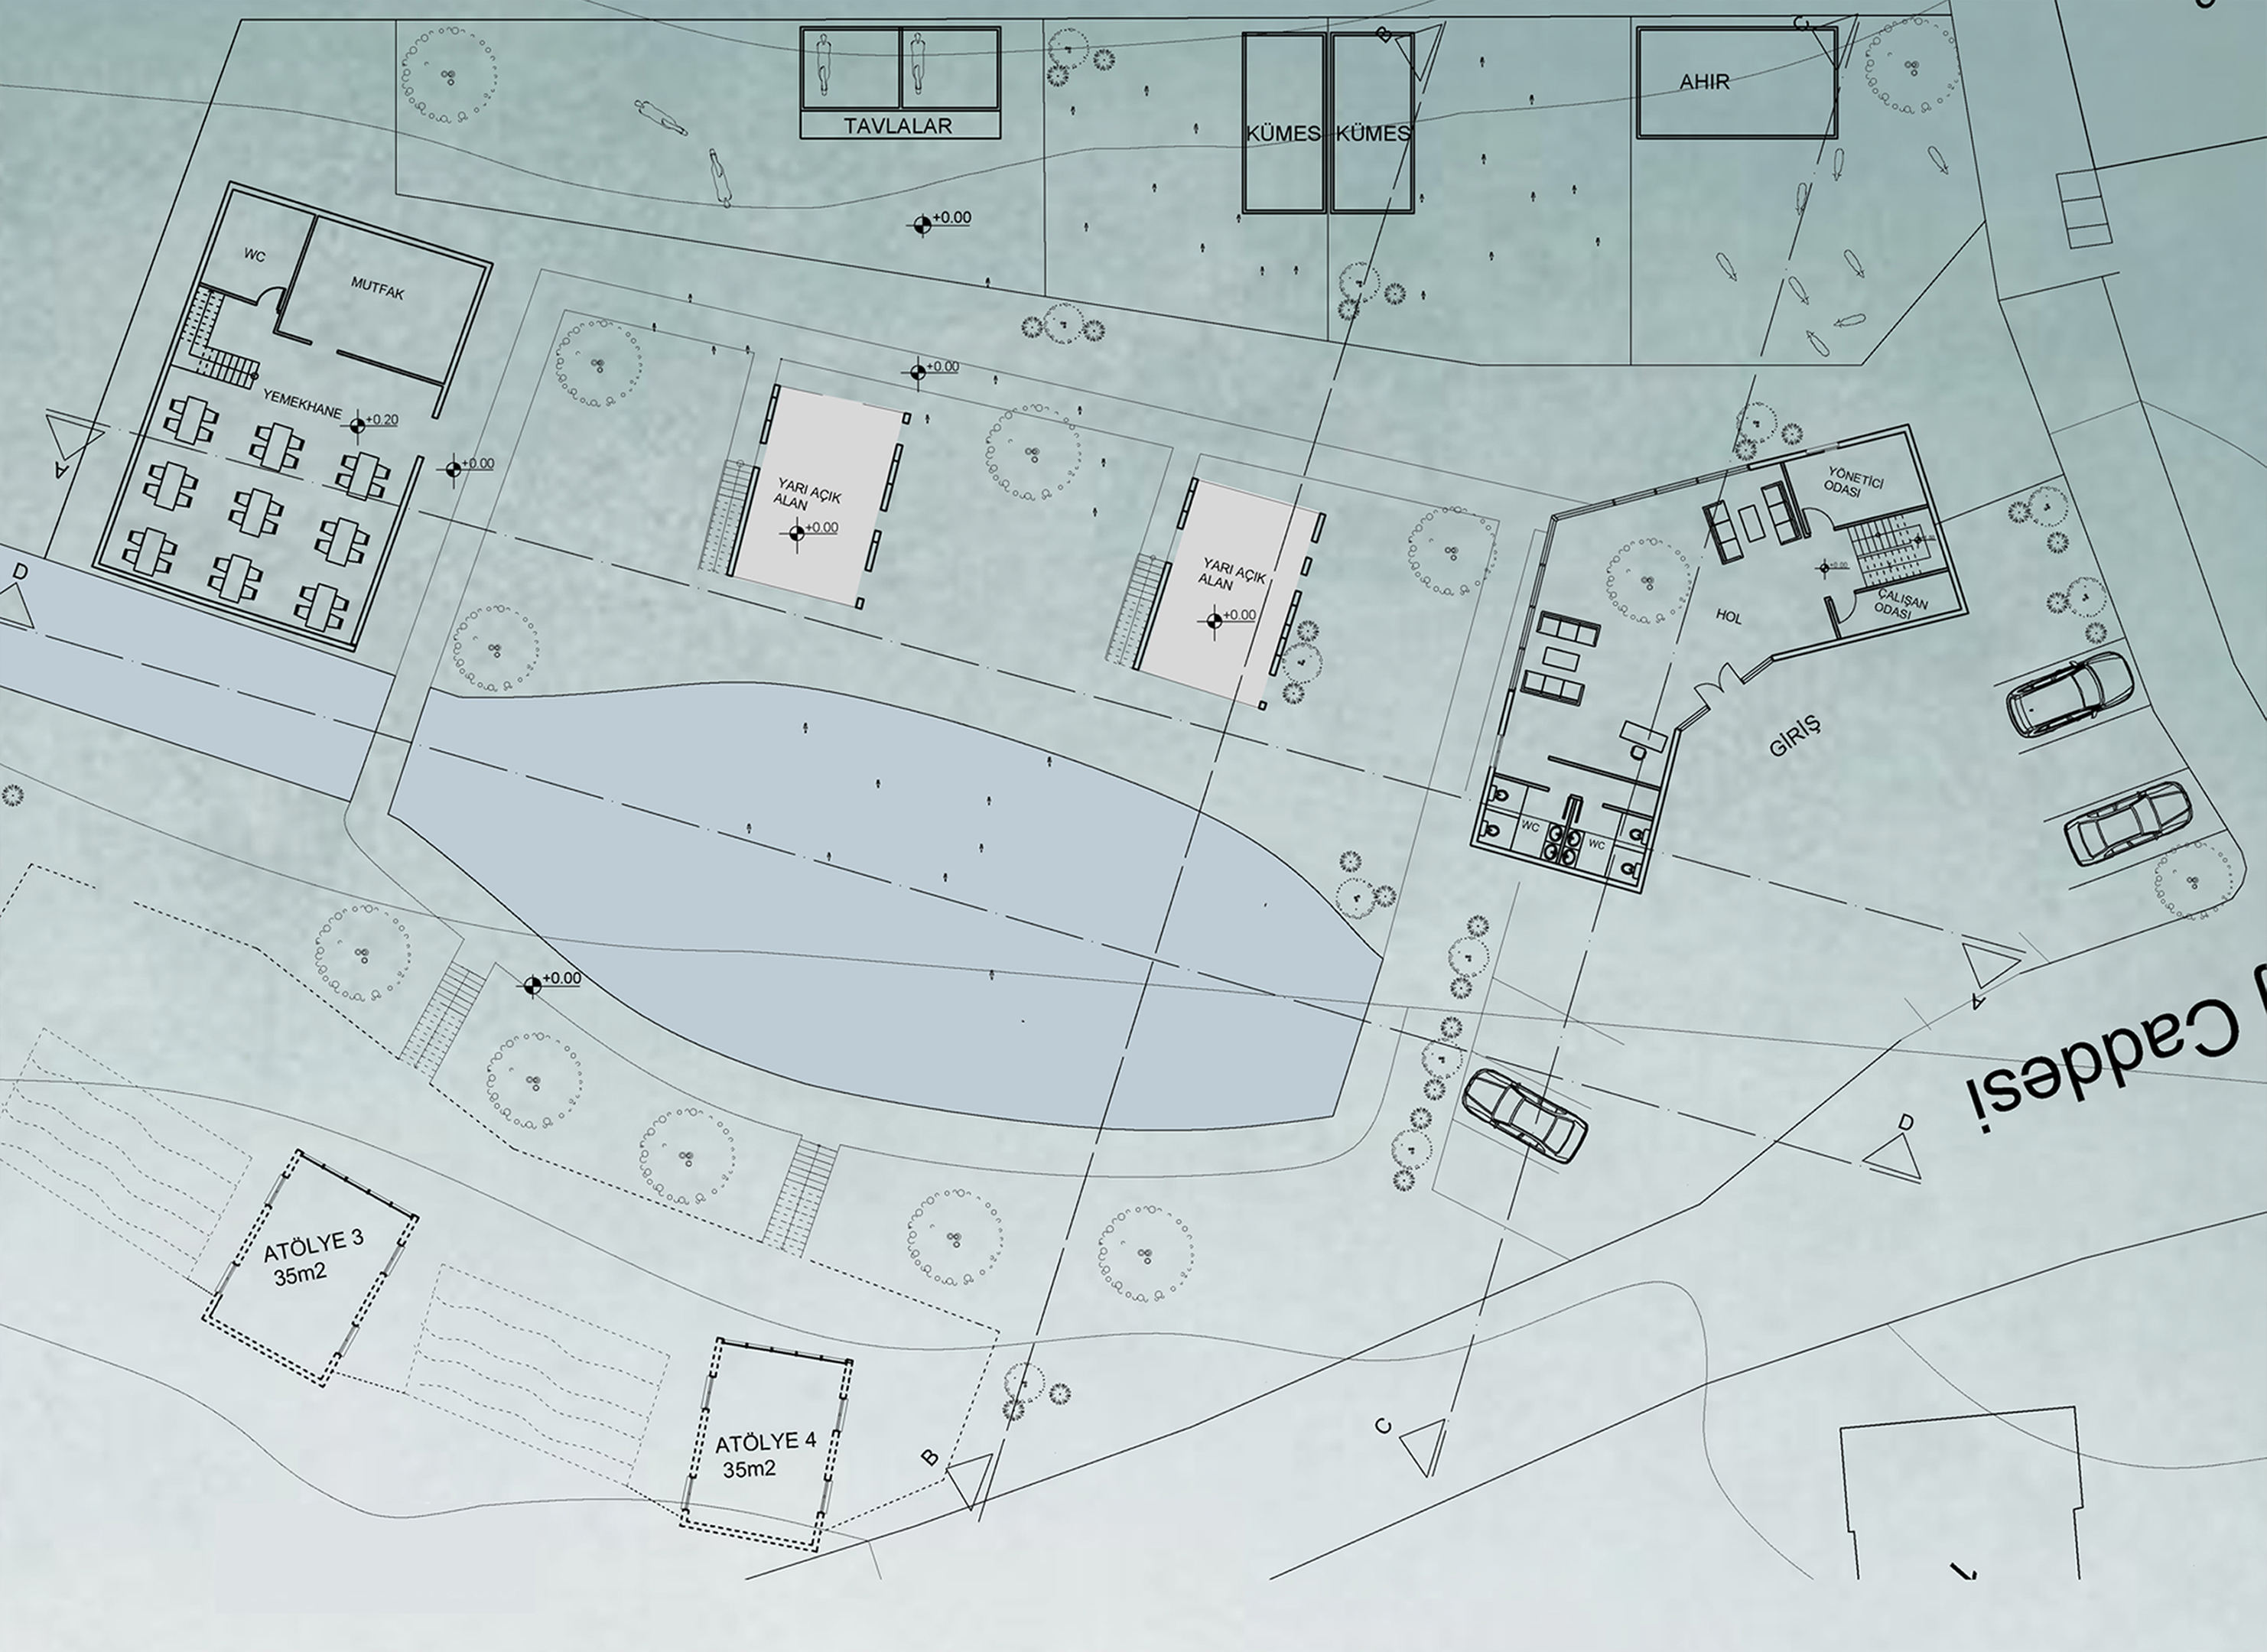 B
C
AHIR
TAVLALAR
KÜMES
KÜMES
+0.00
WC
MUTFAK
+0.00
YEMEKHANE
+0.20
A
+0.00
YARI AÇIK
ALAN
+0.00
YÖNETİCİ
ODASI
+0.00
YARI AÇIK
ALAN
+0.00
HOL
ÇALIŞAN
ODASI
D
GİRİŞ
WC
WC
+0.00
A
Caddesi
D
ATÖLYE 3
35m2
ATÖLYE 4
35m2
B
C